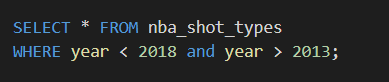 SELECT * FROM nba_shot_types
WHERE year < 2018 and year > 2013;